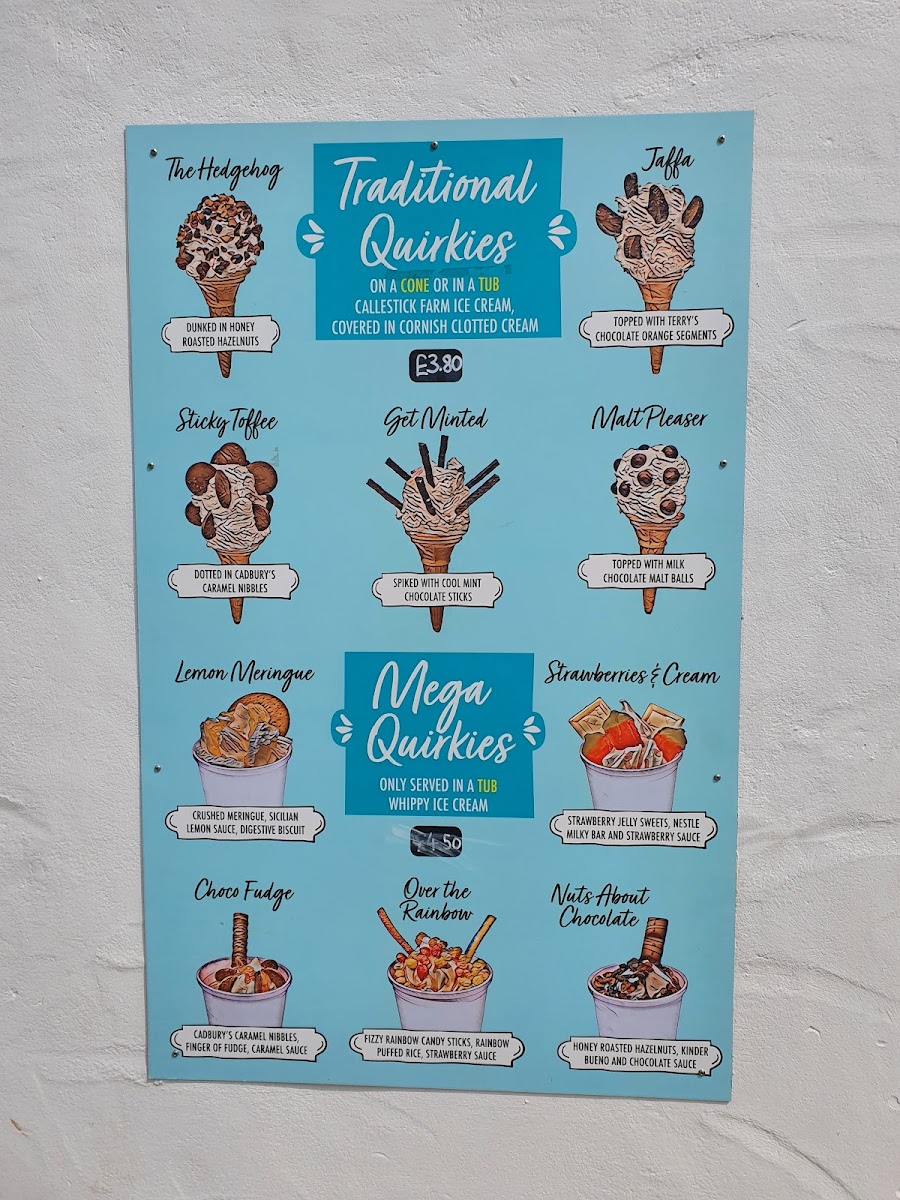 The Hedgehog
DUNKED IN HONEY
ROASTED HAZELNUTS
Traditional
Quirkies
ON A CONE OR IN A TUB
CALLESTICK FARM ICE CREAM,
COVERED IN CORNISH CLOTTED CREAM
£3.80
Jaffa
TOPPED WITH TERRY'S
CHOCOLATE ORANGE SEGMENTS
Sticky Toffee
DOTTED IN CADBURY'S
CARAMEL NIBBLES
Get Minted
SPIKED WITH COOL MINT
CHOCOLATE STICKS
Malt Pleaser
TOPPED WITH MILK
CHOCOLATE MALT BALLS
Lemon Meringue
CRUSHED MERINGUE, SICILIAN
LEMON SAUCE, DIGESTIVE BISCUIT
Mega
Quirkies
ONLY SERVED IN A TUB
WHIPPY ICE CREAM
£4.50
Strawberries & Cream
STRAWBERRY JELLY SWEETS, NESTLE
MILKY BAR AND STRAWBERRY SAUCE
Choco Fudge
CADBURY'S CARAMEL NIBBLES,
FINGER OF FUDGE, CARAMEL SAUCE
Over the
Rainbow
FIZZY RAINBOW CANDY STICKS, RAINBOW
PUFFED RICE, STRAWBERRY SAUCE
Nuts About
Chocolate
HONEY ROASTED HAZELNUTS, KINDER
BUENO AND CHOCOLATE SAUCE